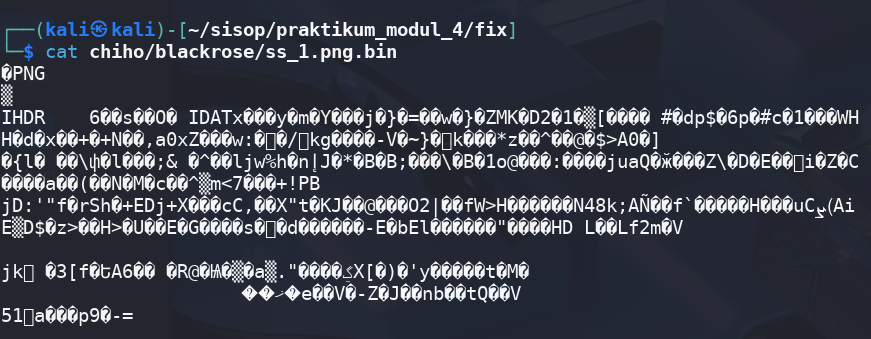 ┌──(kali㉿kali)-[~/sisop/praktikum_modul_4/fix]
└─$ cat chiho/blackrose/ss_1.png.bin
�PNG
▒
IHDR    6��s��O� IDATx���y�m�Y���j�}�=��w�}�ZMK�D2�1�▒[���� #�dp$�6p�#c�1���WH
H�d�x��+�+N��,a0xZ���w:�
kg����-V�~}�
k���*z��^��@�$>A0�]
�{l�
�l���;& �^��ljw%h�n
J�*�B�B;���\�B�1o@���:����juaQ�ӂ���Z\�D�E��
i�Z�C
����a��(��N�M�c��^▒m<7���+!PB
jD:'"f�rSh�+EDj+X���cC,��X"t�KJ��@���O2|��fW>H������N48k;AÑ��f`�����H���uC
(Ai
E▒D$�z>��H>�U��E�G����s�
�d������-E�bEl������"����HD L��Lf2m�V
jk
�3[f�ԵA6�� �R@�
�▒�a▒."����
X[�)�'y�����t�M�
�e��V�-Z�J��nb��tQ��V
51
a���p9�-=